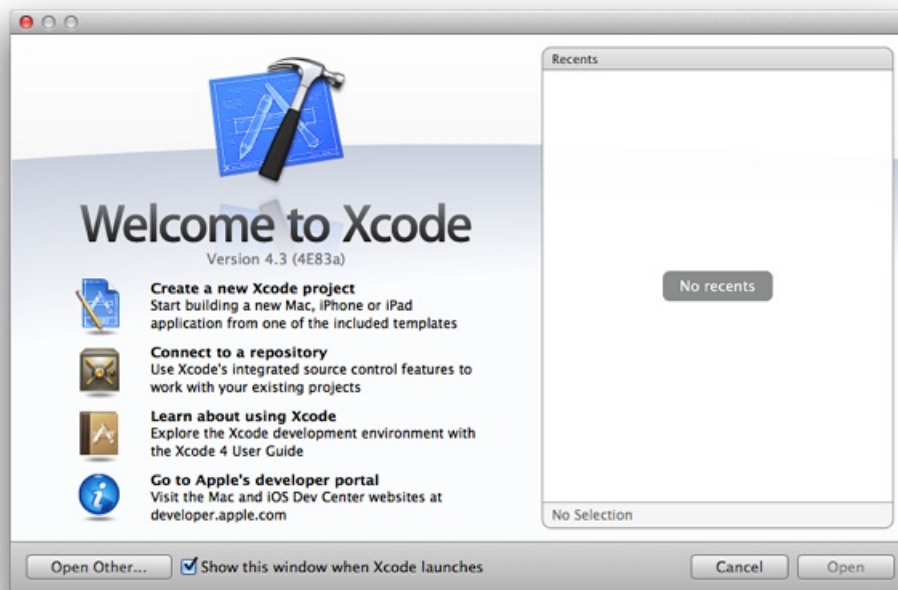 Welcome to Xcode
Version 4.3 (4E83a)
Create a new Xcode project
Start building a new Mac, iPhone or iPad
application from one of the included templates
Connect to a repository
Use Xcode's integrated source control features to
work with your existing projects
Learn about using Xcode
Explore the Xcode development environment with
the Xcode 4 User Guide
Go to Apple's developer portal
Visit the Mac and iOS Dev Center websites at
developer.apple.com
Recents
No recents
No Selection
Open Other...
Show this window when Xcode launches
Cancel
Open